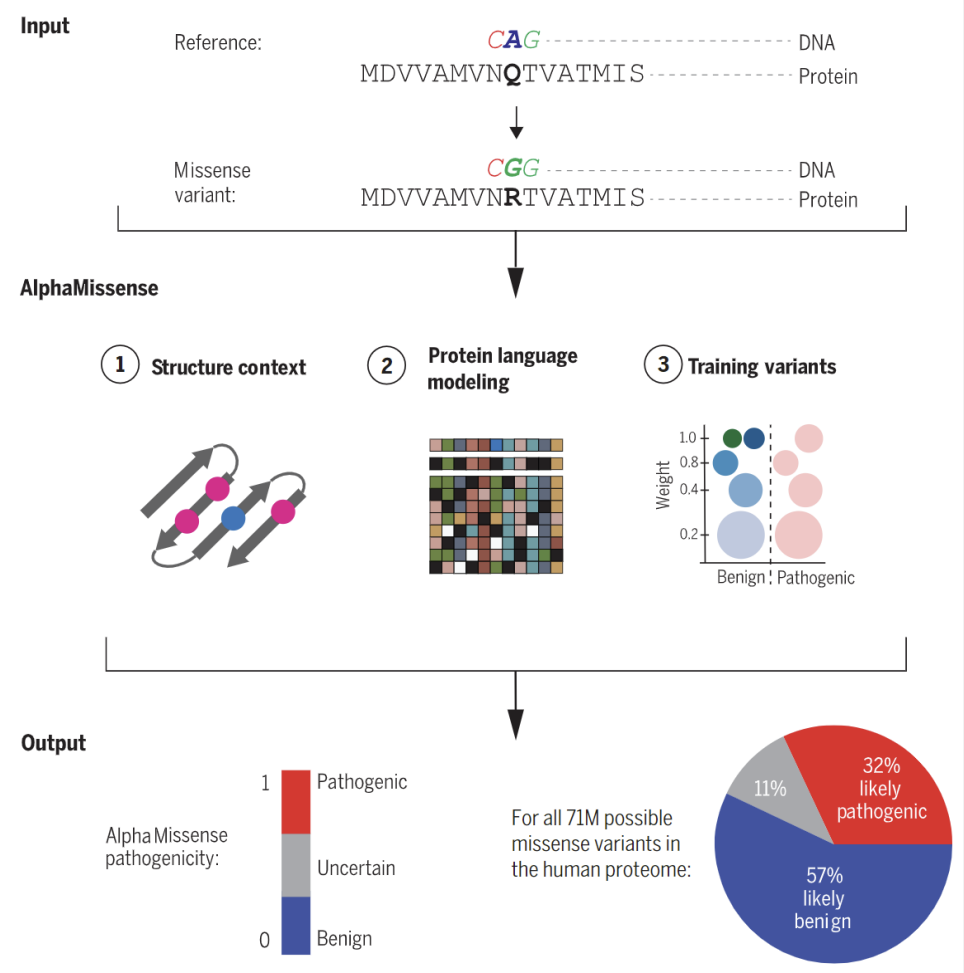 Input
Reference:
CAG
DNA
MDVVAMVNQTVATMIS
Protein
Missense
variant:
CGG
DNA
MDVVAMVNRTVATMIS
Protein
AlphaMissense
1
Structure context
2
Protein language
modeling
3
Training variants
Weight
1.0
0.8
0.4
0.2
Benign
Pathogenic
Output
Alpha Missense
pathogenicity:
1
Pathogenic
Uncertain
0
Benign
For all 71M possible
missense variants in
the human proteome:
11%
32%
likely
pathogenic
57%
likely
benign